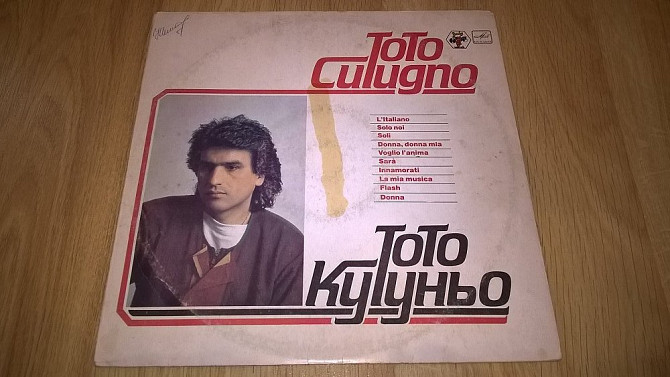 Toto
Cutugno
L'Italiano
Solo noi
Soli
Donna, donna mia
Voglio l'anima
Sarà
Innamorati
La mia musica
Flash
Donna
Тото
Кутуньо